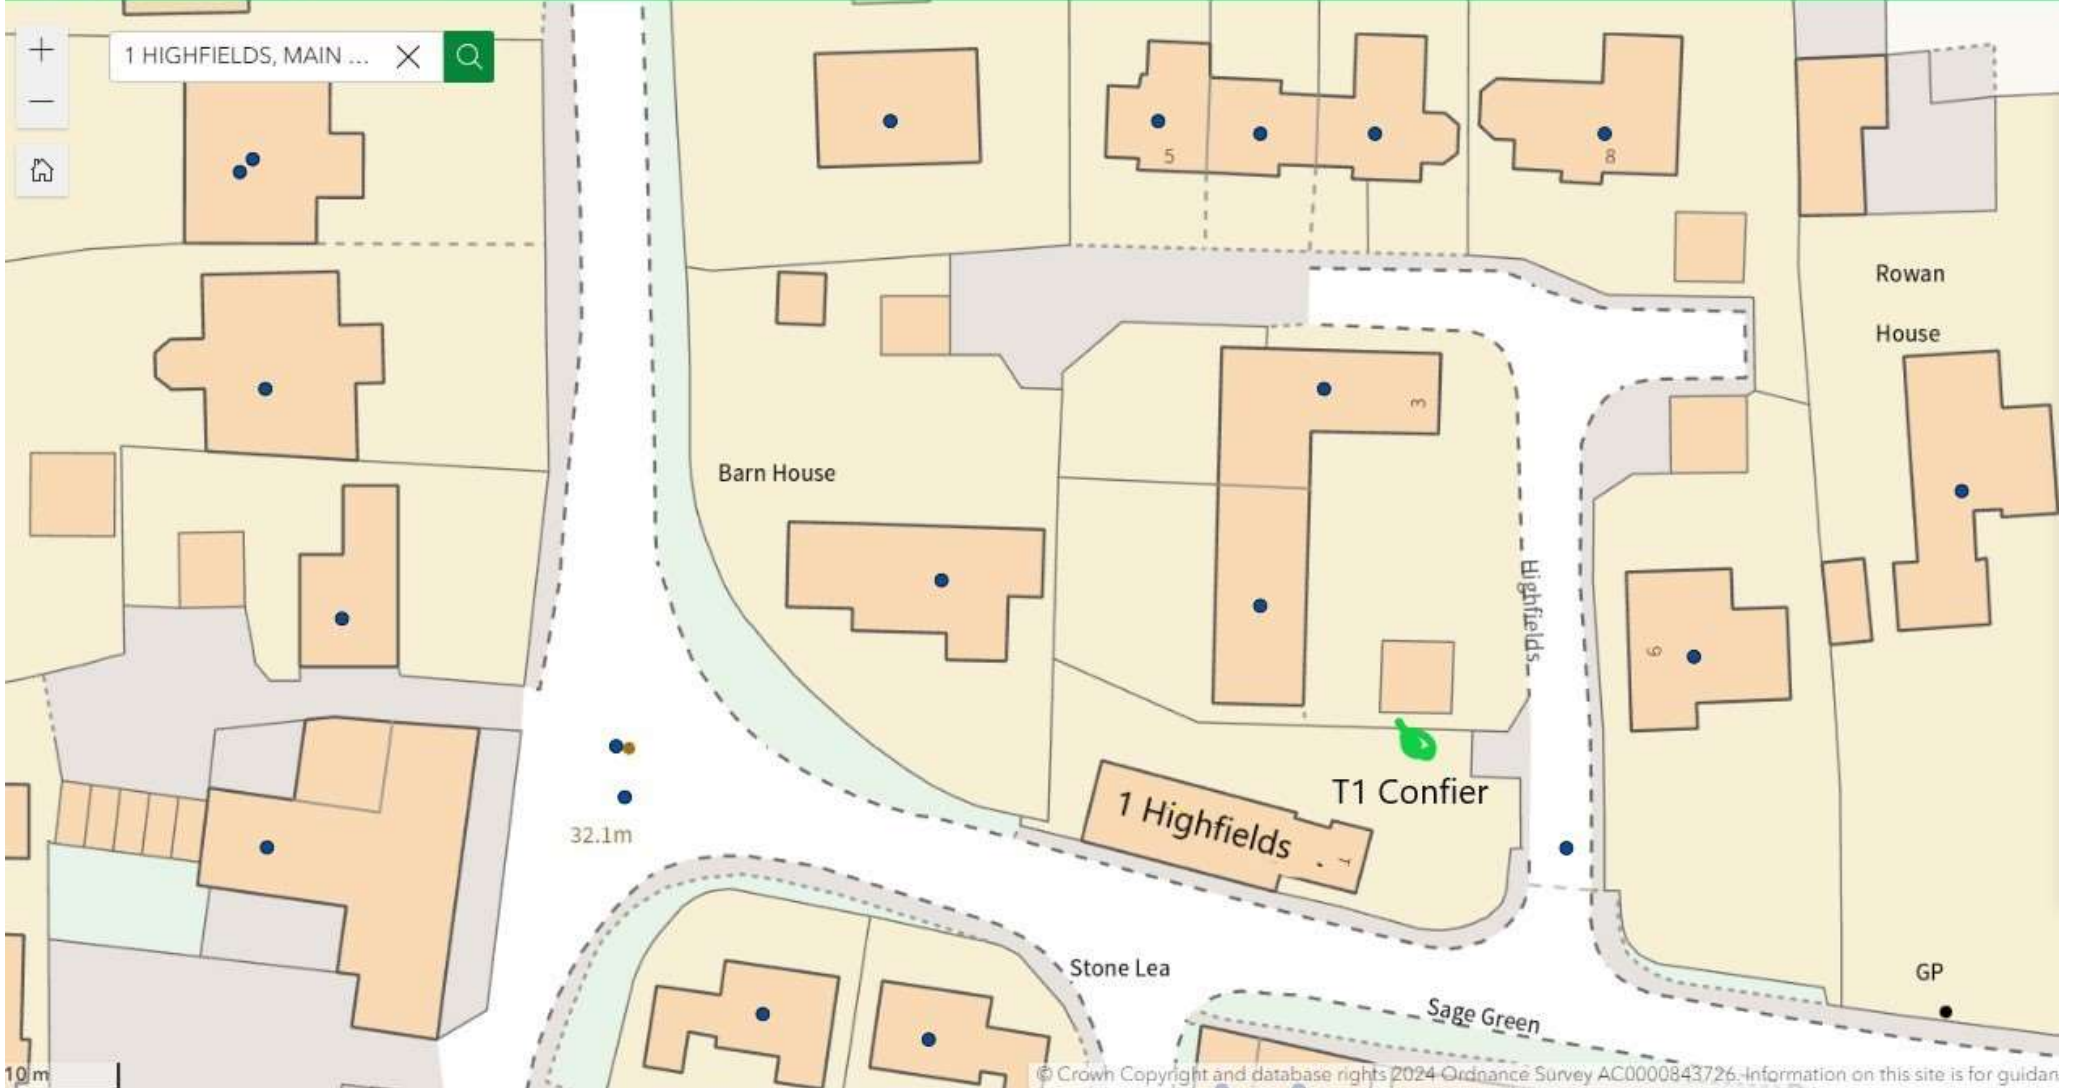 1 HIGHFIELDS, MAIN ...
5
8
Rowan
House
3
Barn House
Highfields
6
T1 Confier
1 Highfields
1
32.1m
Stone Lea
Sage Green
GP
10 m
© Crown Copyright and database rights 2024 Ordnance Survey AC0000843726. Information on this site is for guidan